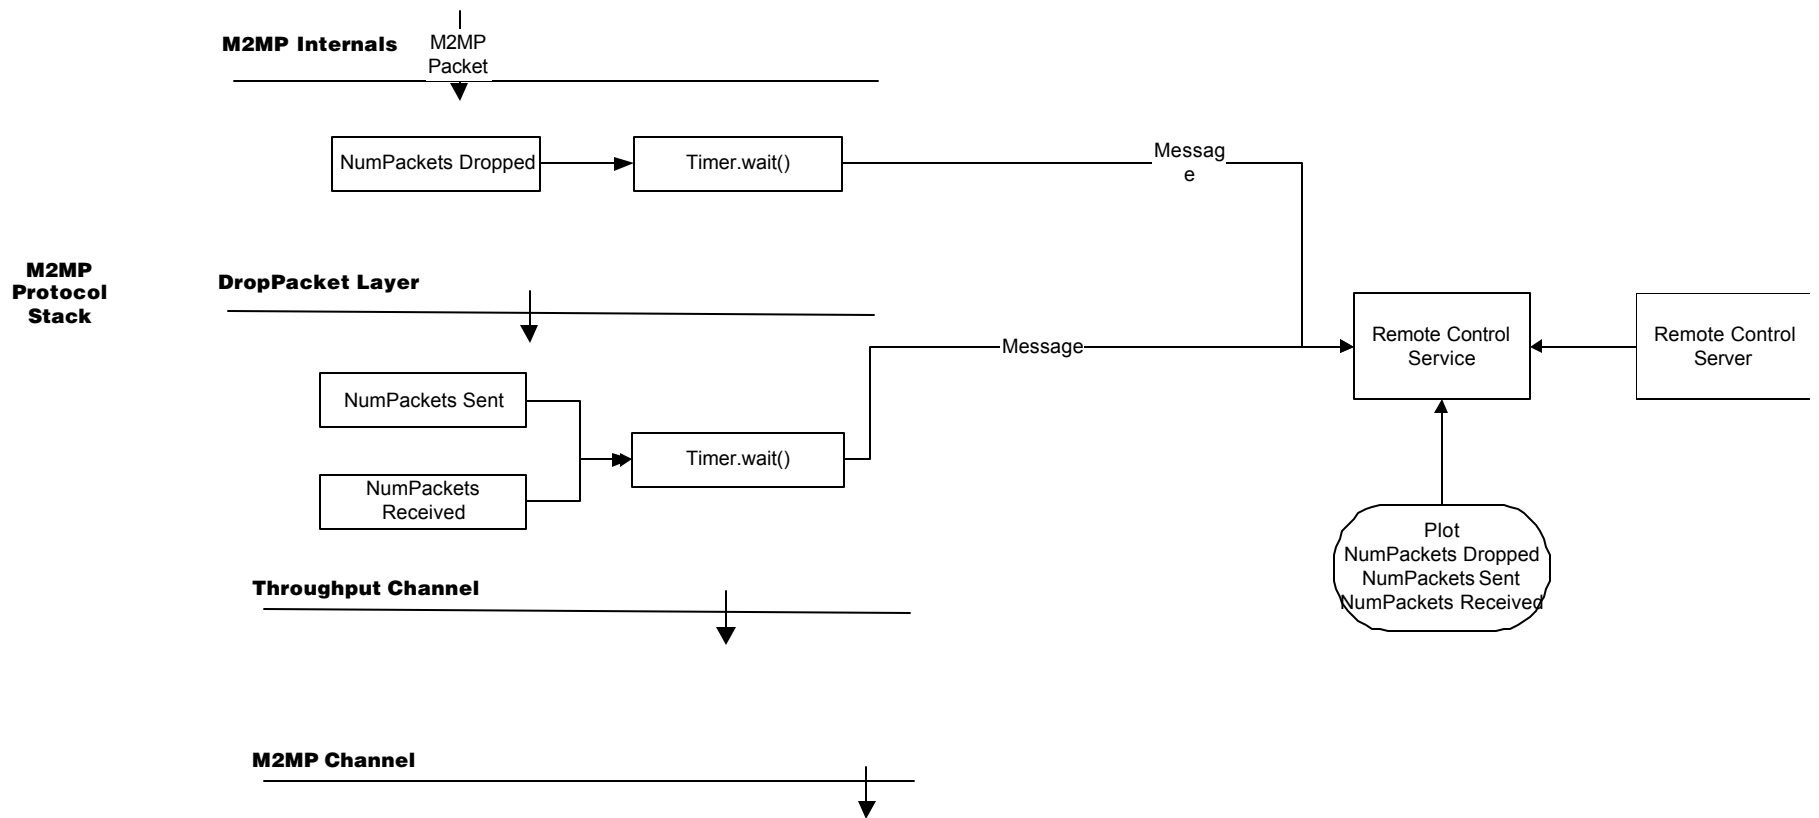 M2MP Internals
M2MP
Packet
NumPackets Dropped
Timer.wait()
Messag
e
M2MP
Protocol
Stack
DropPacket Layer
Message
Remote Control
Service
Remote Control
Server
NumPackets Sent
Timer.wait()
NumPackets
Received
Plot
NumPackets Dropped
NumPackets Sent
NumPackets Received
Throughput Channel
M2MP Channel